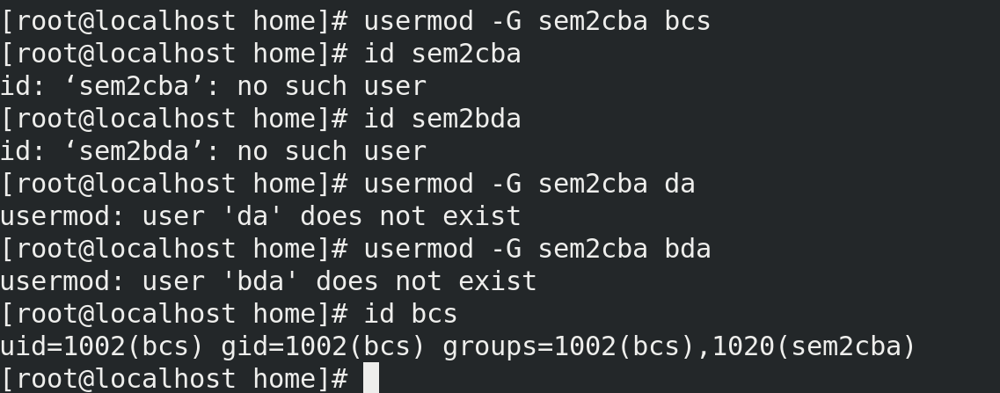 [root@localhost home]# usermod -G sem2cba bcs
[root@localhost home]# id sem2cba
id: ‘sem2cba’: no such user
[root@localhost home]# id sem2bda
id: ‘sem2bda’: no such user
[root@localhost home]# usermod -G sem2cba da
usermod: user 'da' does not exist
[root@localhost home]# usermod -G sem2cba bda
usermod: user 'bda' does not exist
[root@localhost home]# id bcs
uid=1002(bcs) gid=1002(bcs) groups=1002(bcs),1020(sem2cba)
[root@localhost home]#